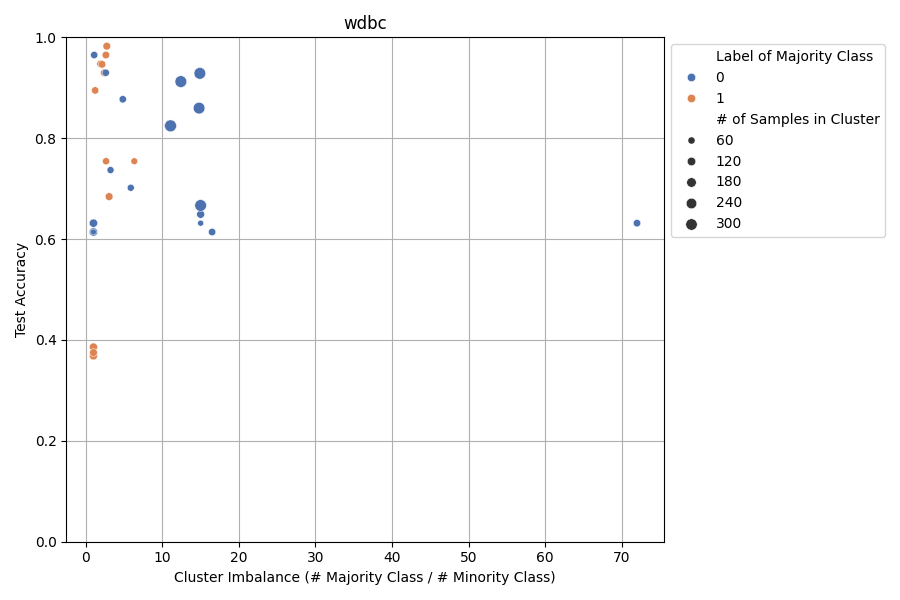 wdbc
1.0
0.8
0.6
0.4
0.2
0.0
Test Accuracy
0 10 20 30 40 50 60 70
Cluster Imbalance (# Majority Class / # Minority Class)
Label of Majority Class
0
1
# of Samples in Cluster
60
120
180
240
300